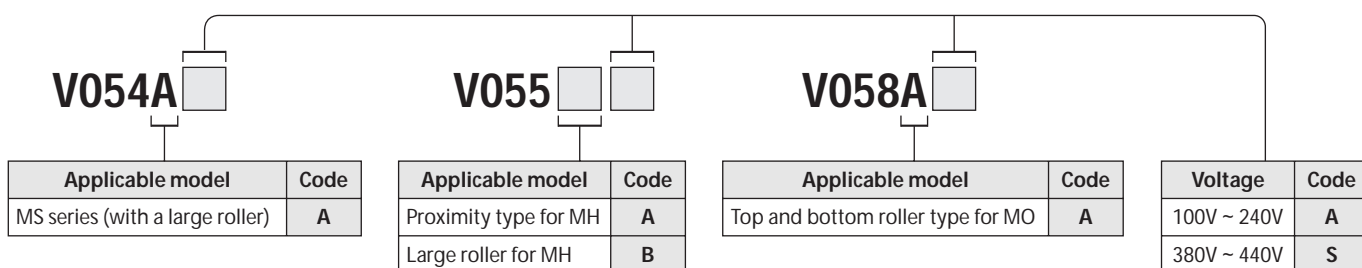 V054A V055 V058A
Applicable model Code
MS series (with a large roller) A
Applicable model Code
Proximity type for MH A
Large roller for MH B
Applicable model Code
Top and bottom roller type for MO A
Voltage Code
100V ~ 240V A
380V ~ 440V S